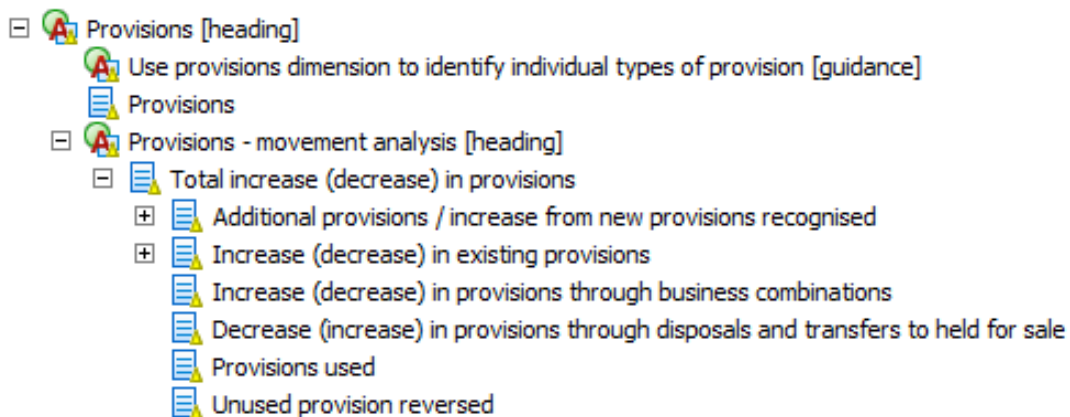 Provisions [heading]
Use provisions dimension to identify individual types of provision [guidance]
Provisions
Provisions - movement analysis [heading]
Total increase (decrease) in provisions
Additional provisions / increase from new provisions recognised
Increase (decrease) in existing provisions
Increase (decrease) in provisions through business combinations
Decrease (increase) in provisions through disposals and transfers to held for sale
Provisions used
Unused provision reversed